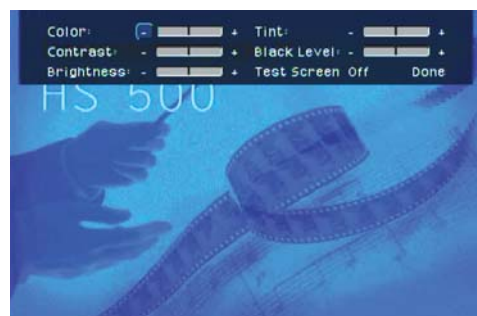 Color: - +
Tint: - +
Contrast: - +
Black Level: - +
Brightness: - +
Test Screen Off
Done
HS 500